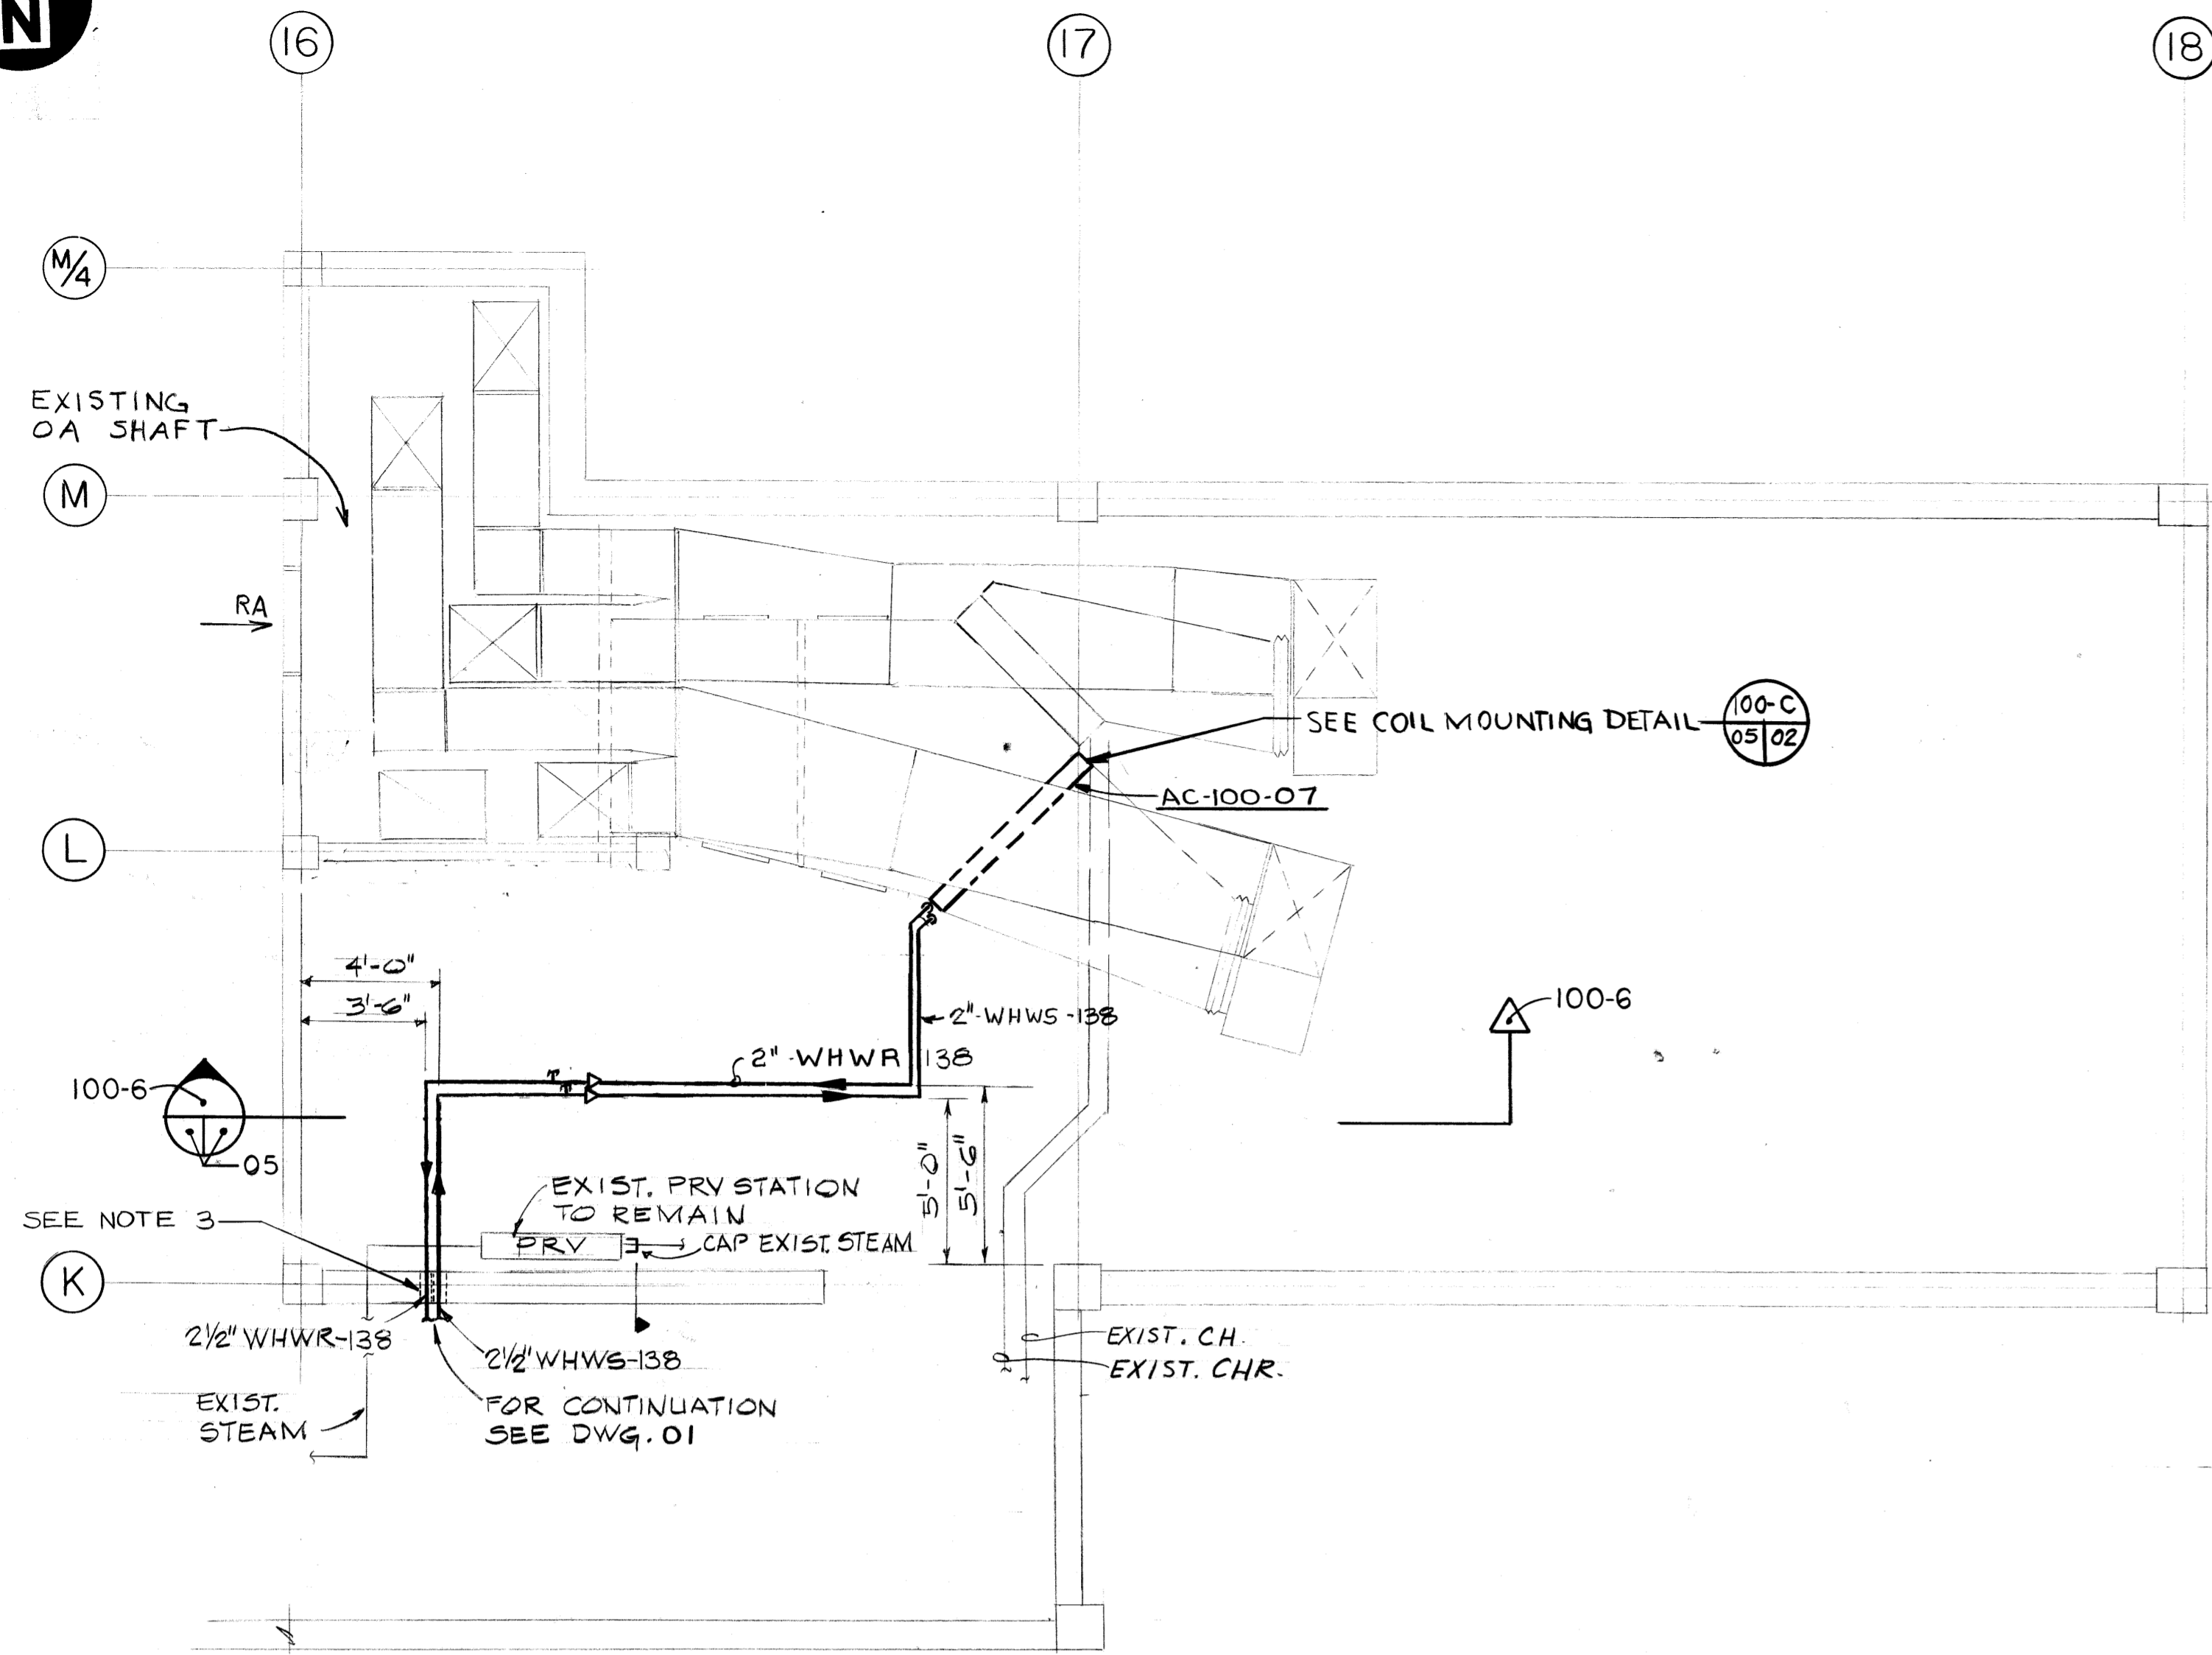 N
16
17
18
M/4
EXISTING
OA SHAFT
M
RA
100-C
05 02
SEE COIL MOUNTING DETAIL
AC-100-07
L
4'-0"
3'-6"
2"-WHWS-138
100-6
2"-WHWR 138
100-6
05
5'-0"
5'-6"
EXIST. PRV STATION
TO REMAIN
SEE NOTE 3
PRV
CAP EXIST. STEAM
K
2½" WHWR-138
2½" WHWS-138
EXIST. CH.
EXIST. CHR.
EXIST.
STEAM
FOR CONTINUATION
SEE DWG. 01